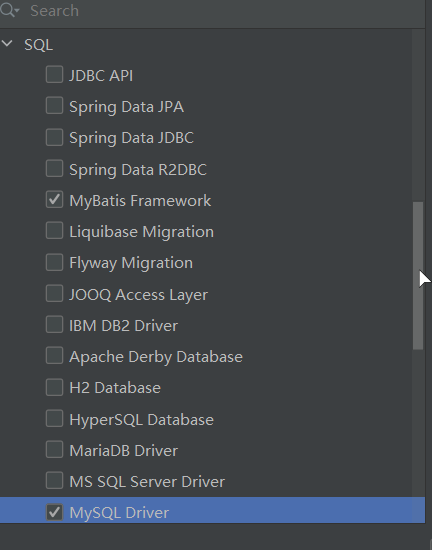 Search
SQL
JDBC API
Spring Data JPA
Spring Data JDBC
Spring Data R2DBC
MyBatis Framework
Liquibase Migration
Flyway Migration
JOOQ Access Layer
IBM DB2 Driver
Apache Derby Database
H2 Database
HyperSQL Database
MariaDB Driver
MS SQL Server Driver
MySQL Driver